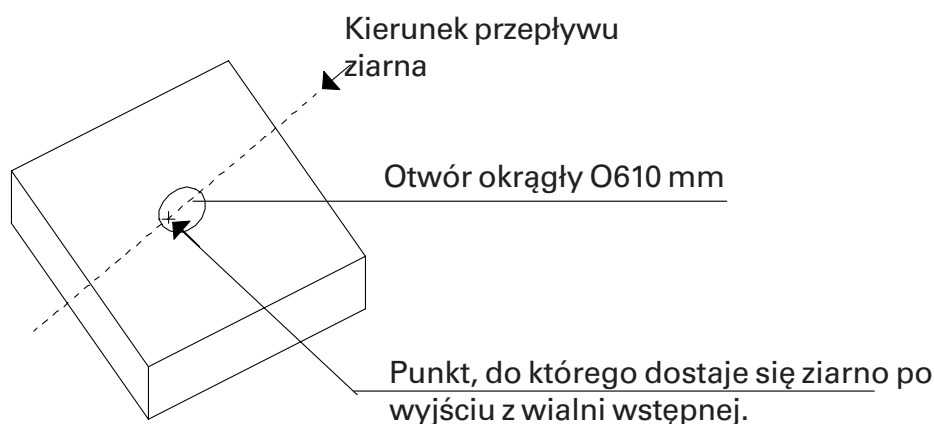 Kierunek przepływu
ziarna
Otwór okrągły O610 mm
Punkt, do którego dostaje się ziarno po
wyjściu z wialni wstępnej.